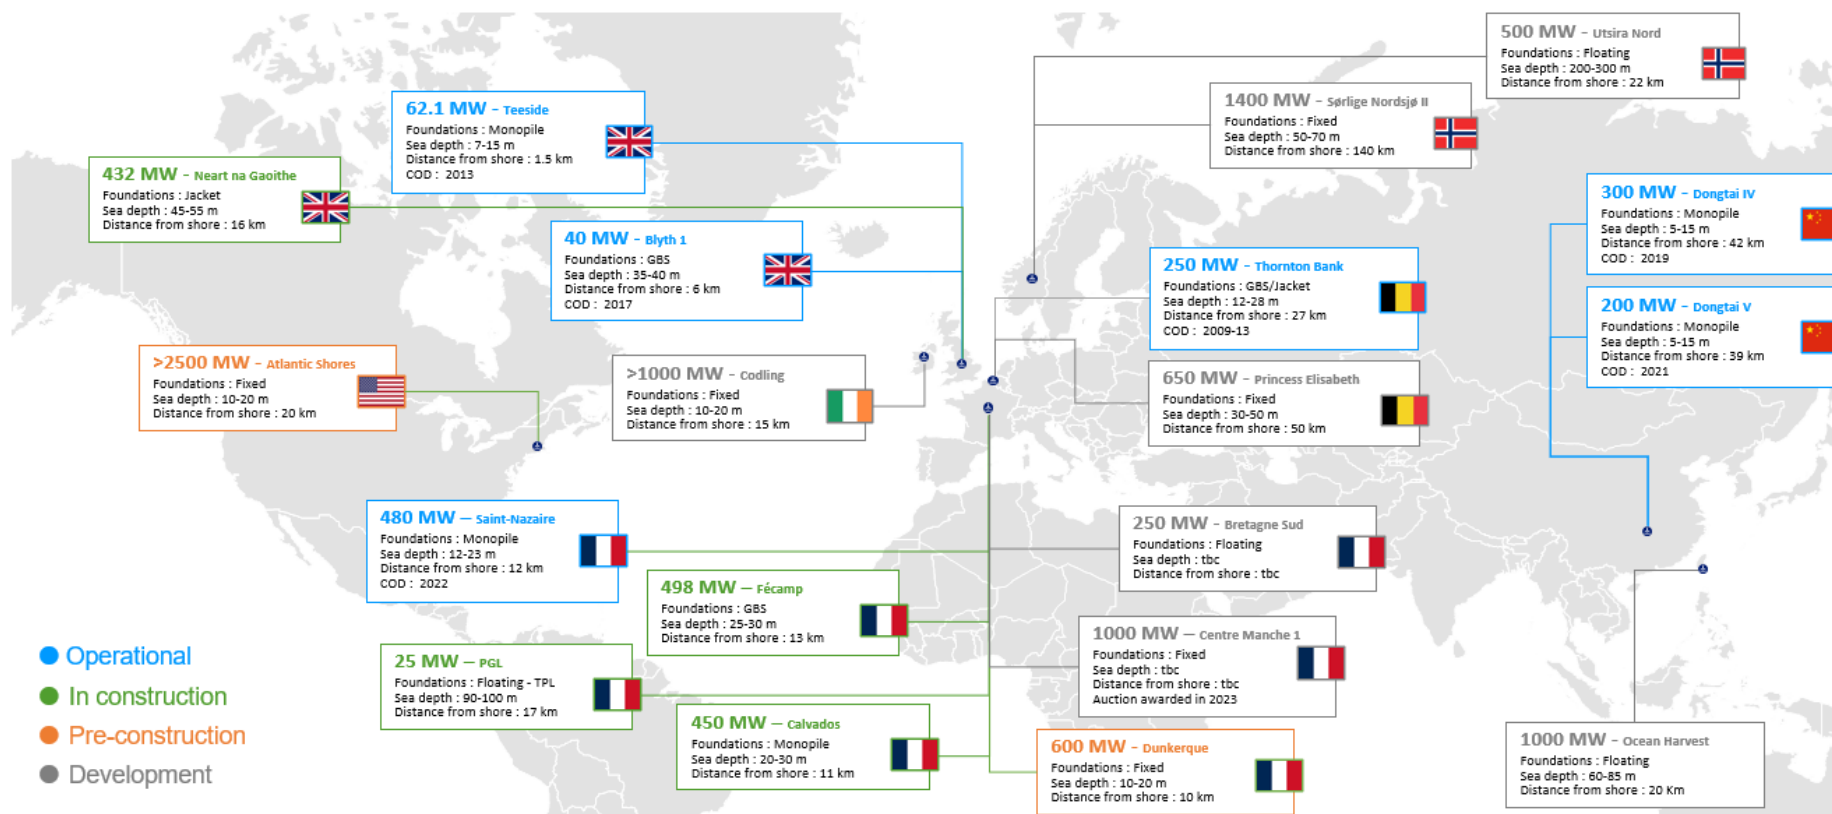 500 MW - Utsira Nord
Foundations : Floating
Sea depth : 200-300 m
Distance from shore : 22 km
1400 MW - Sørlige Nordsjø II
Foundations : Fixed
Sea depth : 50-70 m
Distance from shore : 140 km
62.1 MW - Teeside
Foundations : Monopile
Sea depth : 7-15 m
Distance from shore : 1.5 km
COD : 2013
432 MW - Neart na Gaoithe
Foundations : Jacket
Sea depth : 45-55 m
Distance from shore : 16 km
300 MW - Dongtai IV
Foundations : Monopile
Sea depth : 5-15 m
Distance from shore : 42 km
COD : 2019
40 MW - Blyth 1
Foundations : GBS
Sea depth : 35-40 m
Distance from shore : 6 km
COD : 2017
250 MW - Thornton Bank
Foundations : GBS/Jacket
Sea depth : 12-28 m
Distance from shore : 27 km
COD : 2009-13
200 MW - Dongtai V
Foundations : Monopile
Sea depth : 5-15 m
Distance from shore : 39 km
COD : 2021
>2500 MW - Atlantic Shores
Foundations : Fixed
Sea depth : 10-20 m
Distance from shore : 20 km
>1000 MW - Codling
Foundations : Fixed
Sea depth : 10-20 m
Distance from shore : 15 km
650 MW - Princess Elisabeth
Foundations : Fixed
Sea depth : 30-50 m
Distance from shore : 50 km
480 MW — Saint-Nazaire
Foundations : Monopile
Sea depth : 12-23 m
Distance from shore : 12 km
COD : 2022
250 MW - Bretagne Sud
Foundations : Floating
Sea depth : tbc
Distance from shore : tbc
498 MW — Fécamp
Foundations : GBS
Sea depth : 25-30 m
Distance from shore : 13 km
1000 MW — Centre Manche 1
Foundations : Fixed
Sea depth : tbc
Distance from shore : tbc
Auction awarded in 2023
25 MW — PGL
Foundations : Floating - TPL
Sea depth : 90-100 m
Distance from shore : 17 km
450 MW — Calvados
Foundations : Monopile
Sea depth : 20-30 m
Distance from shore : 11 km
600 MW - Dunkerque
Foundations : Fixed
Sea depth : 10-20 m
Distance from shore : 10 km
1000 MW - Ocean Harvest
Foundations : Floating
Sea depth : 60-85 m
Distance from shore : 20 Km
Operational
In construction
Pre-construction
Development